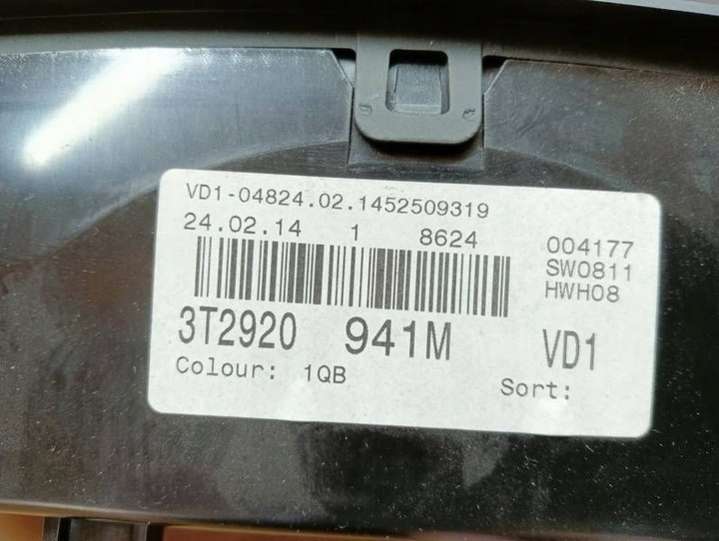 VD1-04824.02.1452509319
24.02.14 1 8624 004177
SW0811
HWH08
3T2920 941M VD1
Colour: 1QB Sort: